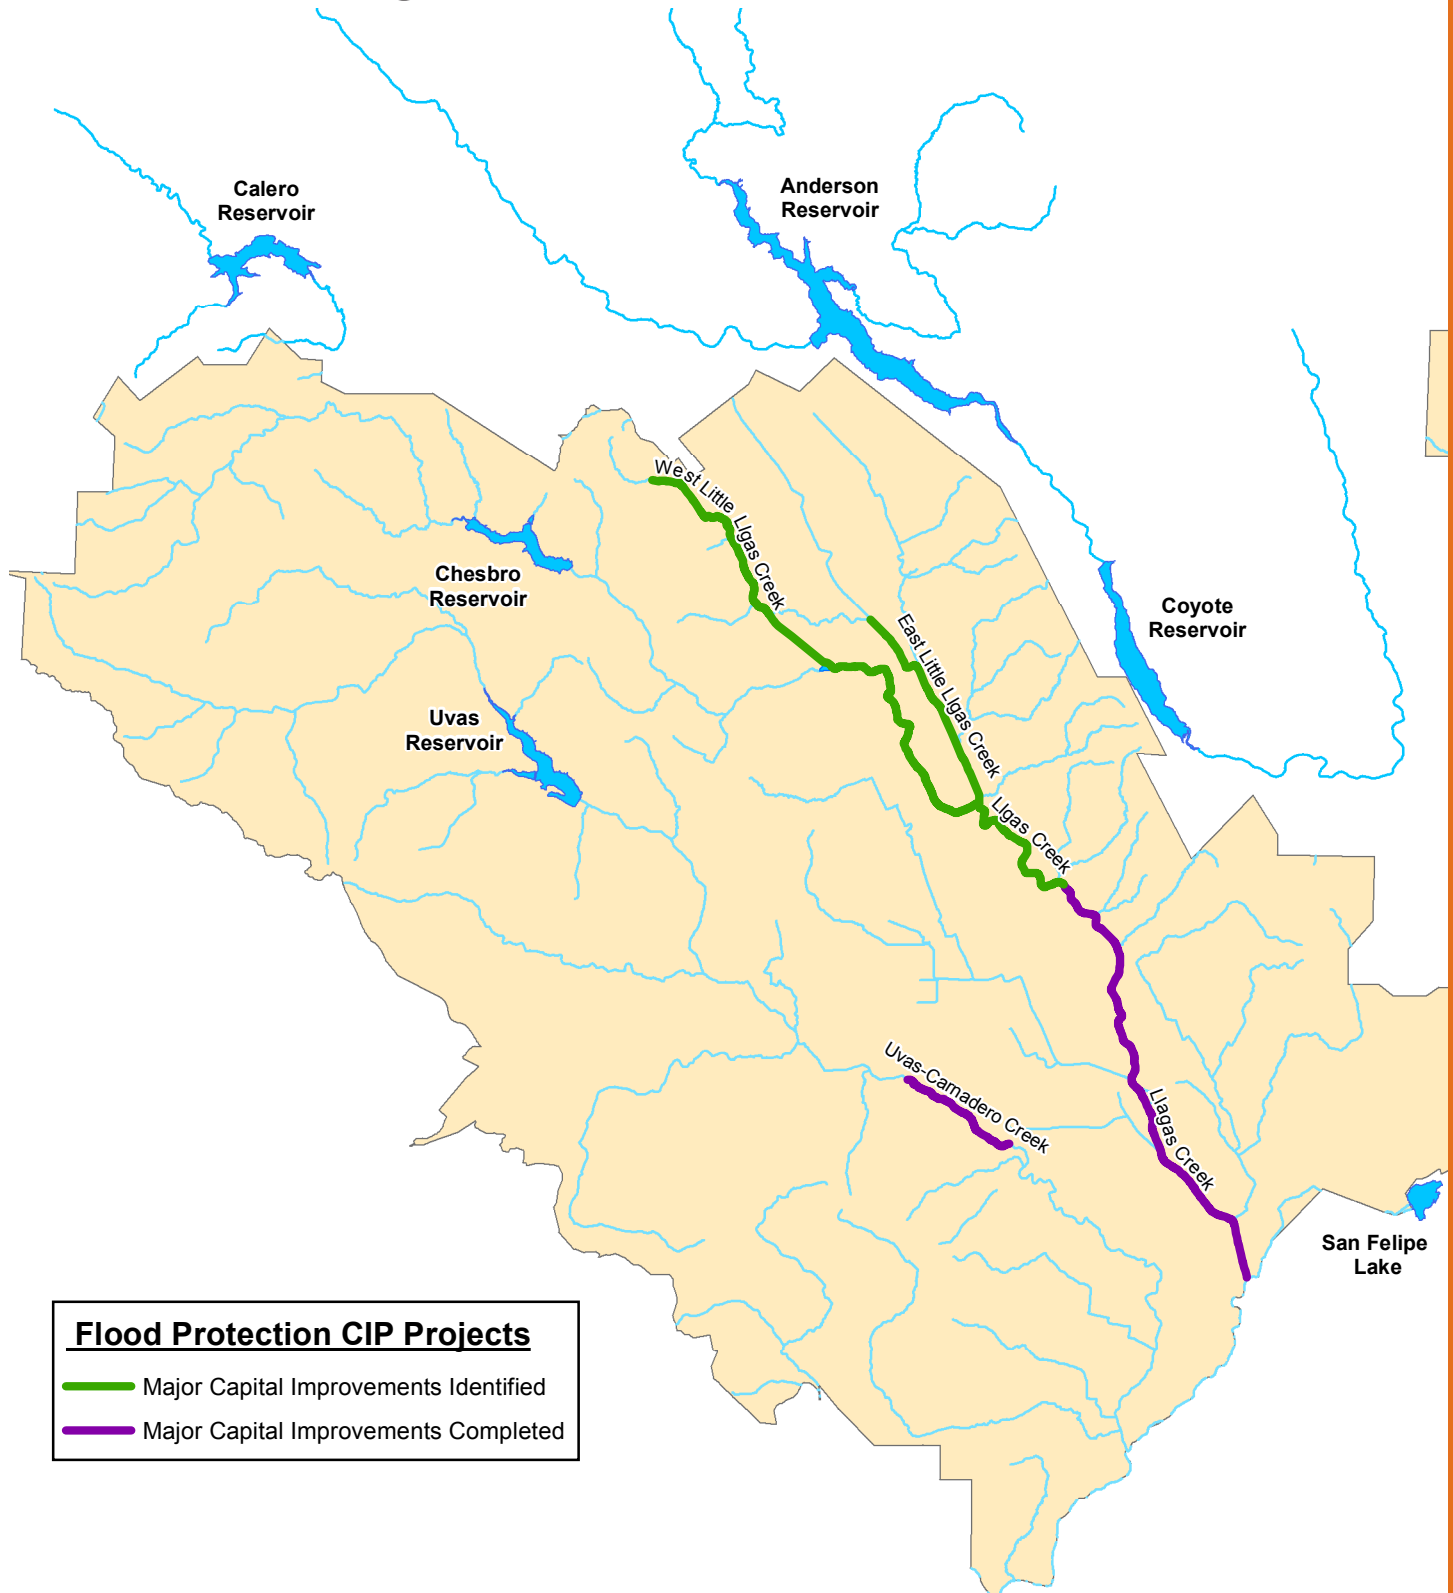 Calero
Reservoir
Anderson
Reservoir
West Little Llgas Creek
Chesbro
Reservoir
Coyote
Reservoir
East Little Llgas Creek
Uvas
Reservoir
Llgas Creek
Uvas-Carnadero Creek
Llagas Creek
San Felipe
Lake
Flood Protection CIP Projects
Major Capital Improvements Identified
Major Capital Improvements Completed